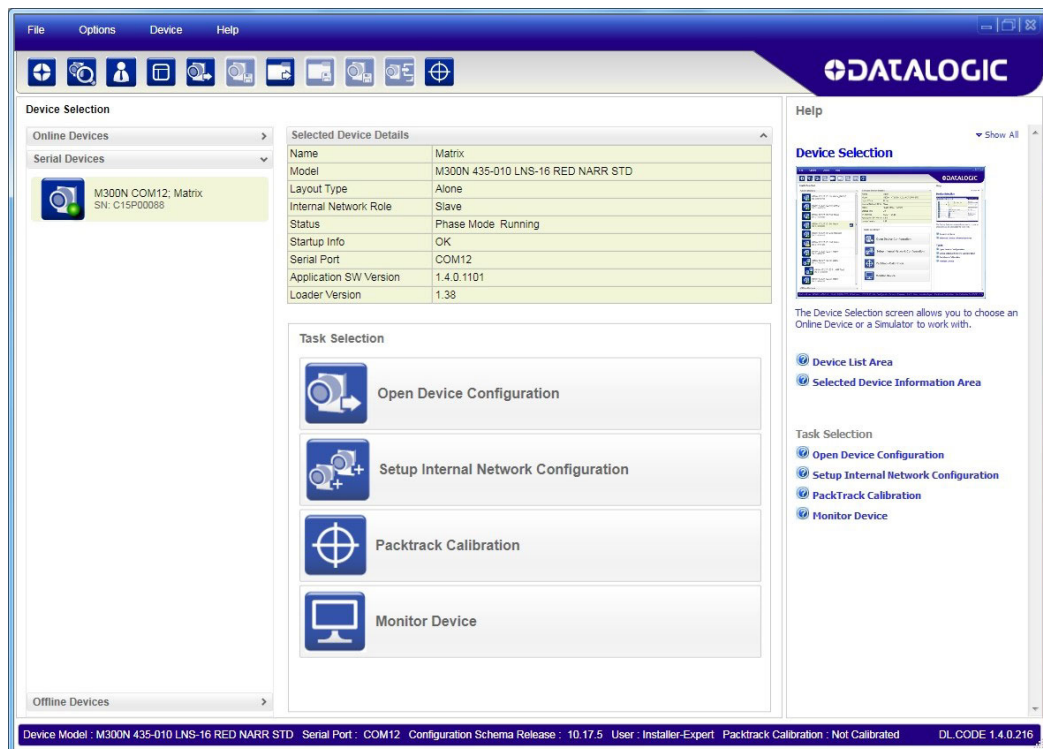 File Options Device Help
DATALOGIC
Device Selection
Online Devices
Serial Devices
M300N COM12; Matrix
SN: C15P00088
Offline Devices
Selected Device Details
Name Matrix
Model M300N 435-010 LNS-16 RED NARR STD
Layout Type Alone
Internal Network Role Slave
Status Phase Mode Running
Startup Info OK
Serial Port COM12
Application SW Version 1.4.0.1101
Loader Version 1.38
Task Selection
Open Device Configuration
Setup Internal Network Configuration
Packtrack Calibration
Monitor Device
Help
Show All
Device Selection
DATALOGIC
The Device Selection screen allows you to choose an
Online Device or a Simulator to work with.
Device List Area
Selected Device Information Area
Task Selection
Open Device Configuration
Setup Internal Network Configuration
PackTrack Calibration
Monitor Device
Device Model : M300N 435-010 LNS-16 RED NARR STD Serial Port : COM12 Configuration Schema Release : 10.17.5 User : Installer-Expert Packtrack Calibration : Not Calibrated DL.CODE 1.4.0.216